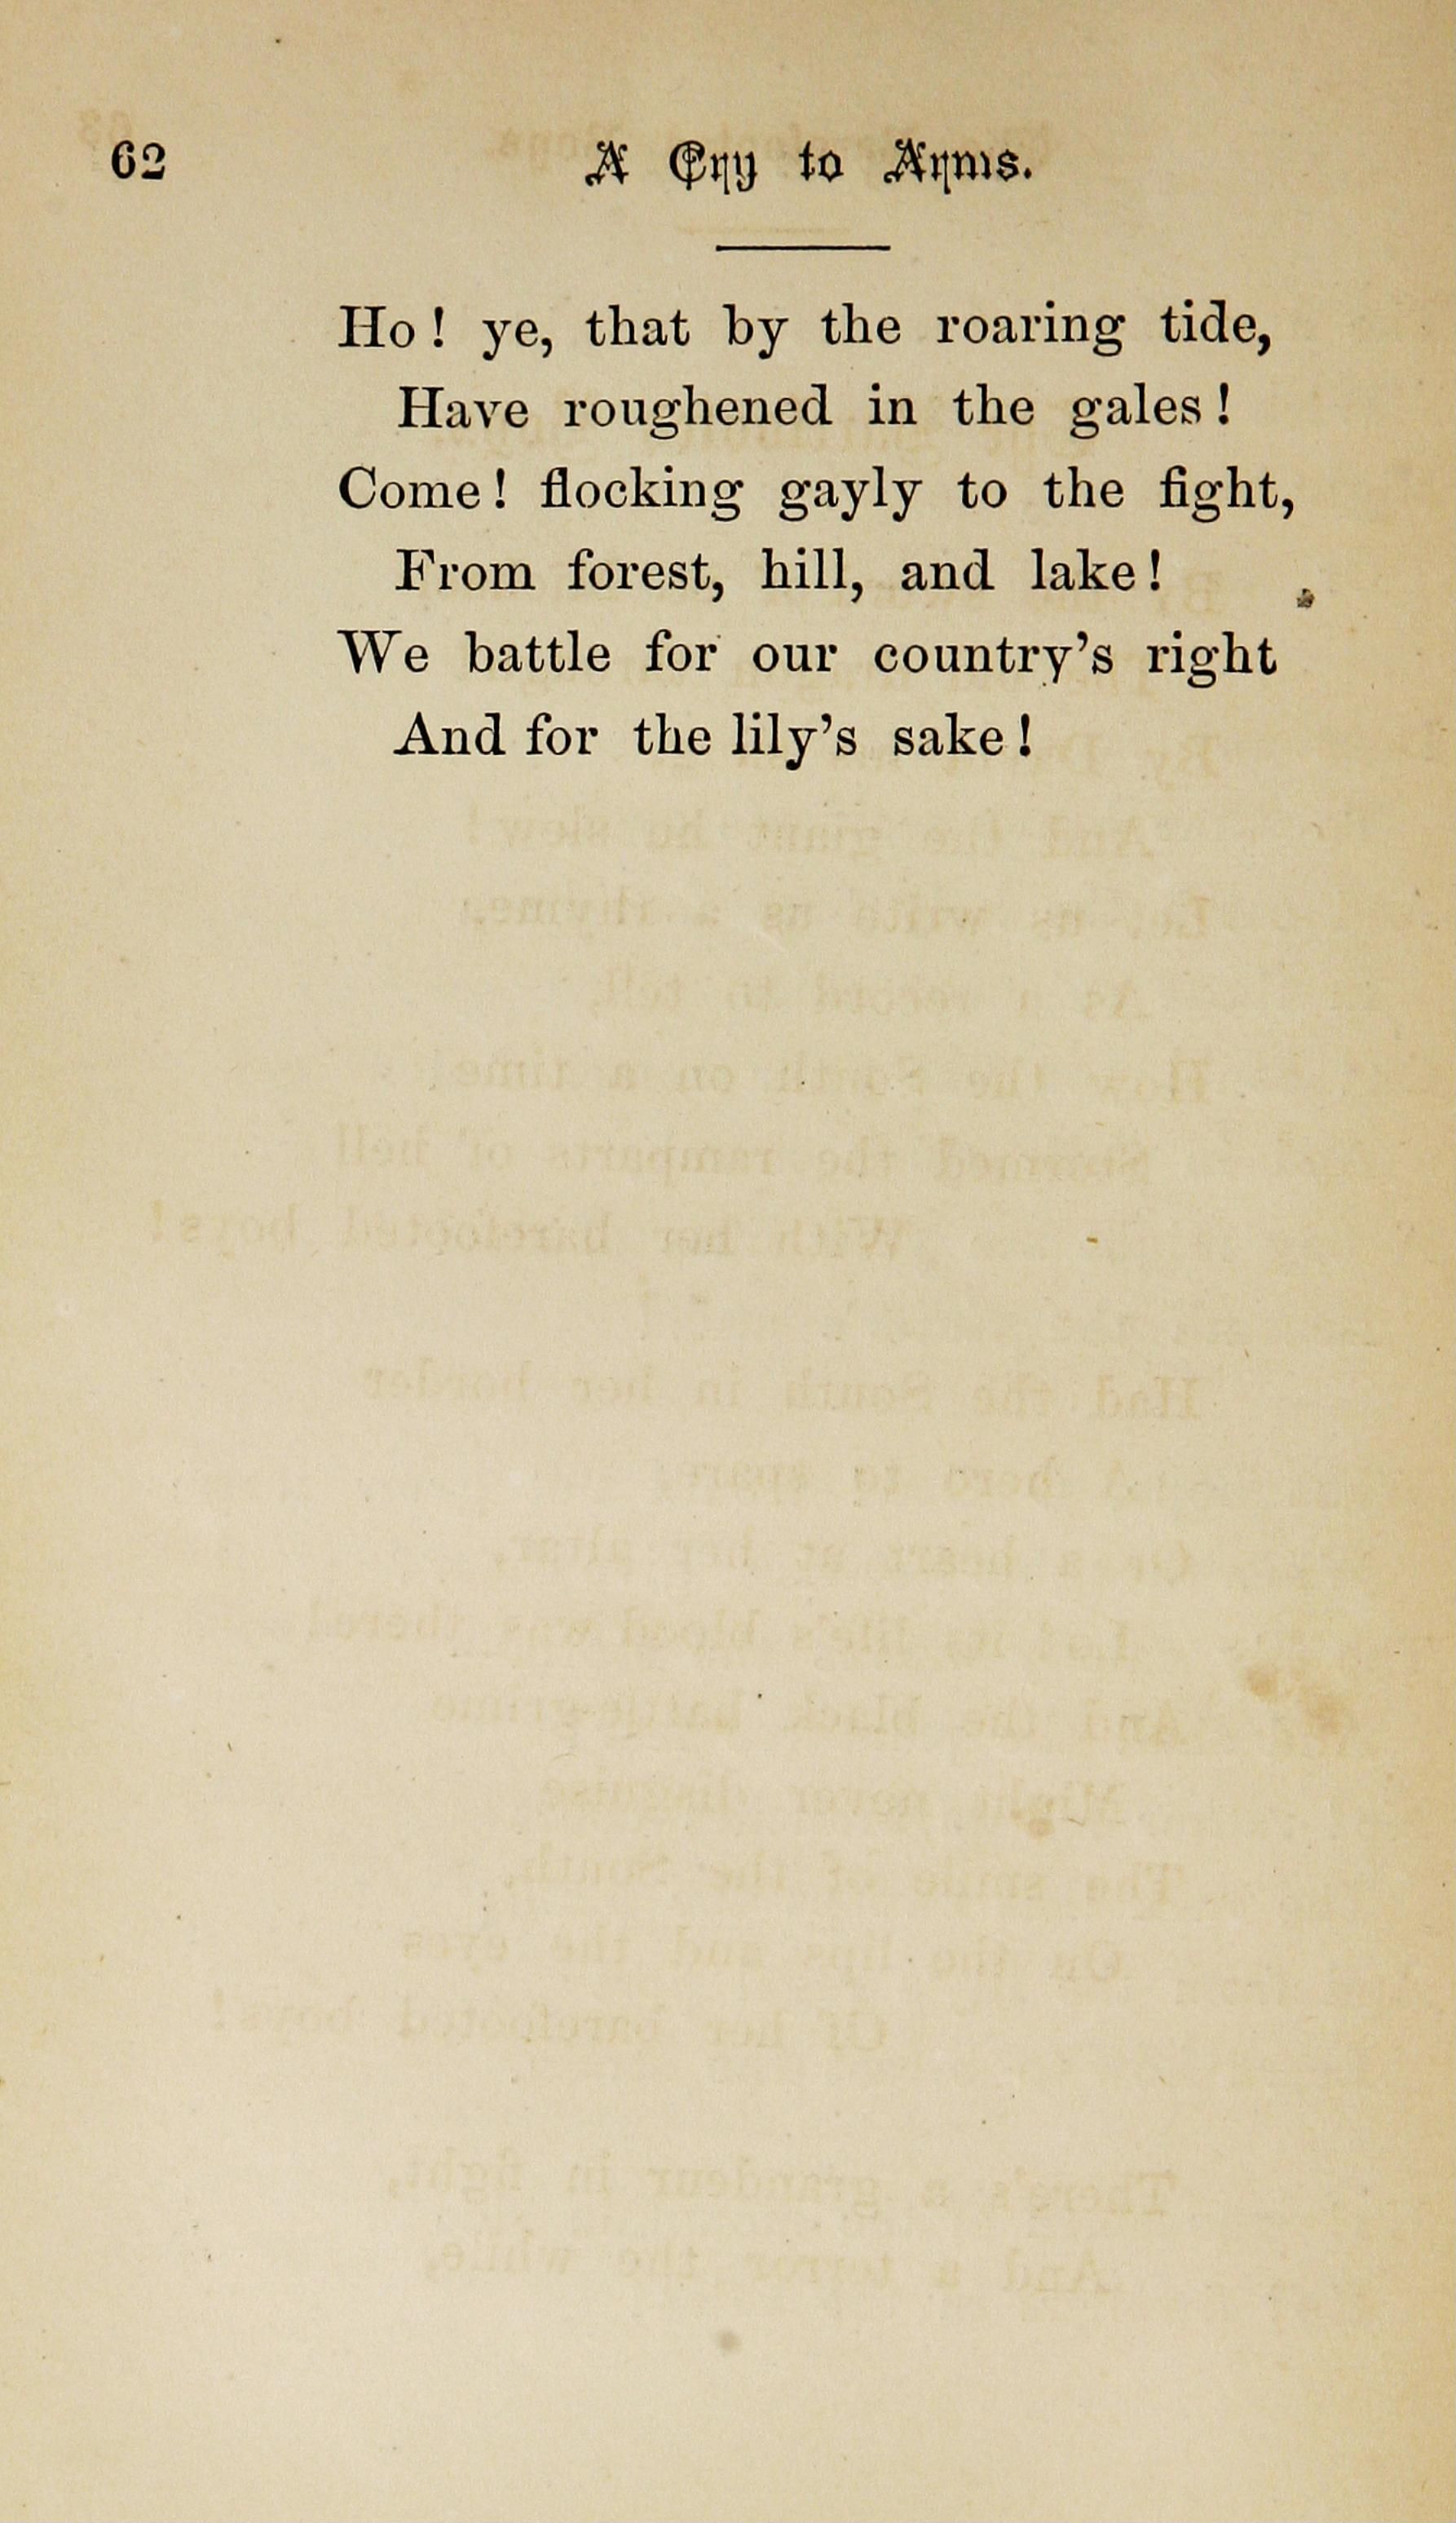 62 A Cry to Arms.
Ho! ye, that by the roaring tide,
Have roughened in the gales!
Come! flocking gayly to the fight,
From forest, hill, and lake!
We battle for our country's right
And for the lily's sake!